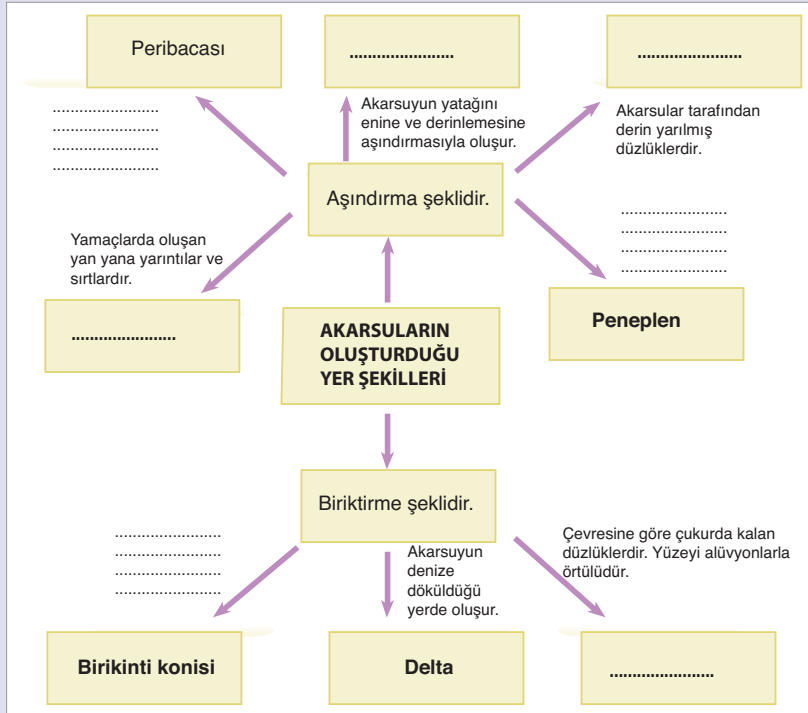 Peribacası
......................
......................
........................
........................
........................
........................
Akarsuyun yatağını
enine ve derinlemesine
aşındırmasıyla oluşur.
Akarsular tarafından
derin yarılmış
düzlüklerdir.
Aşındırma şeklidir.
Yamaçlarda oluşan
yan yana yarıntılar ve
sırtlardır.
........................
........................
........................
........................
......................
AKARSULARIN
OLUŞTURDUĞU
YER ŞEKİLLERİ
Peneplen
Biriktirme şeklidir.
........................
........................
........................
........................
Akarsuyun
denize
döküldüğü
yerde oluşur.
Çevresine göre çukurda kalan
düzlüklerdir. Yüzeyi alüvyonlarla
örtülüdür.
Birikinti konisi
Delta
......................